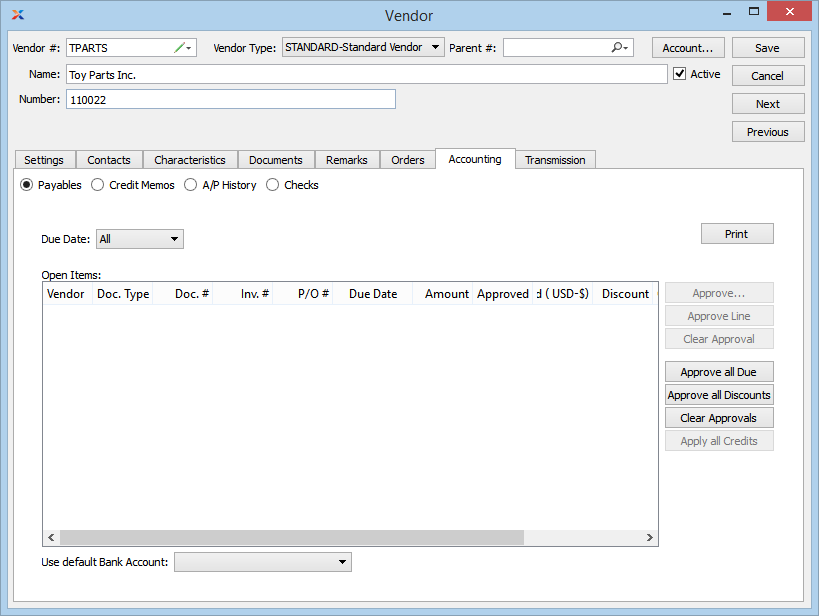 Vendor
Vendor #: TPARTS Vendor Type: STANDARD-Standard Vendor Parent #: Account... Save
Name: Toy Parts Inc. Active Cancel
Number: 110022 Next
Previous
Settings Contacts Characteristics Documents Remarks Orders Accounting Transmission
Payables Credit Memos A/P History Checks
Due Date: All Print
Open Items:
Vendor Doc. Type Doc. # Inv. # P/O # Due Date Amount Approved d ( USD-$) Discount
Approve...
Approve Line
Clear Approval
Approve all Due
Approve all Discounts
Clear Approvals
Apply all Credits
Use default Bank Account: